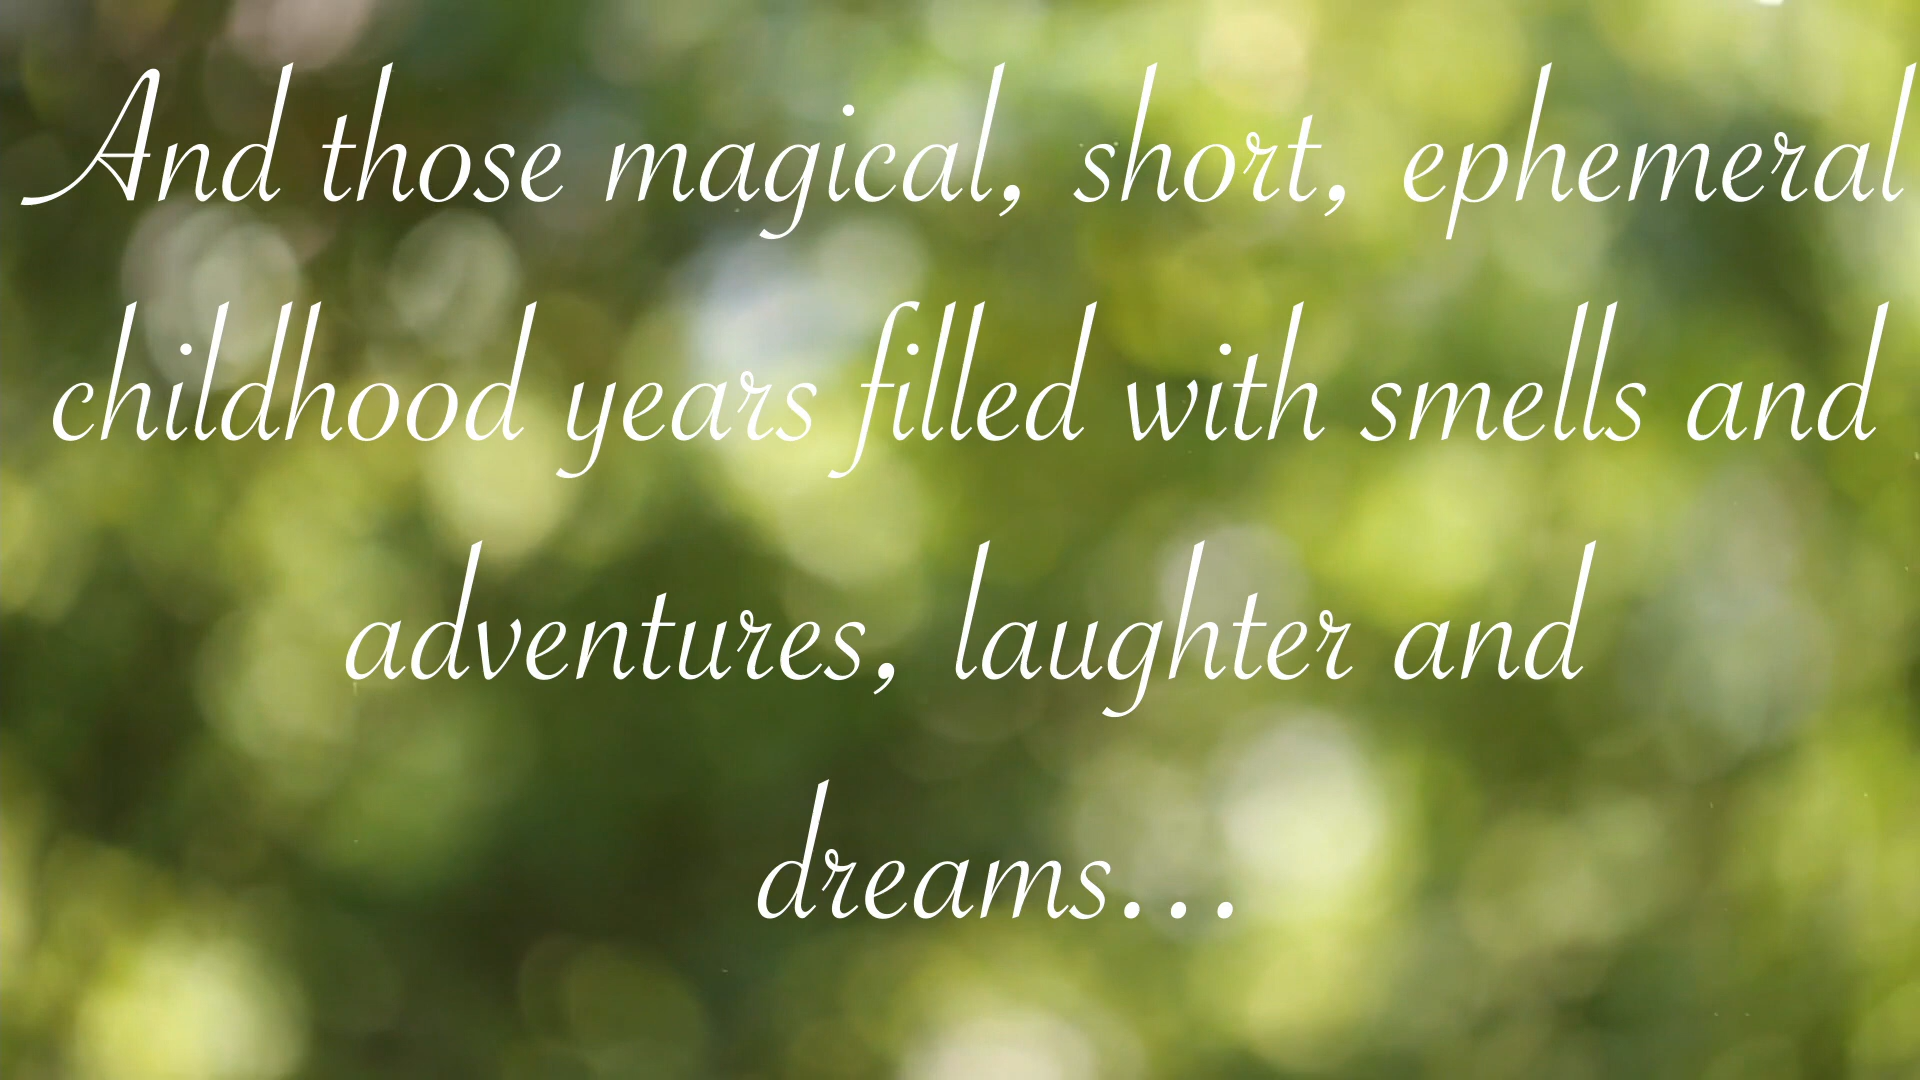 And those magical, short, ephemeral
childhood years filled with smells and
adventures, laughter and
dreams...